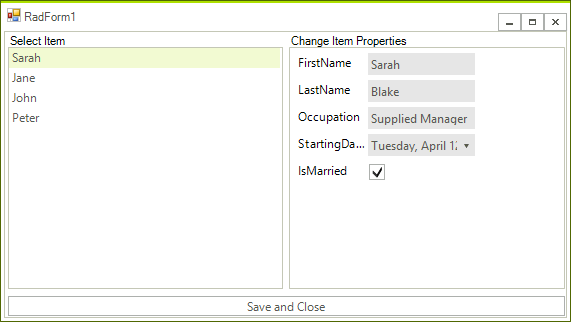 RadForm1
Select Item
Sarah
Jane
John
Peter
Change Item Properties
FirstName Sarah
LastName Blake
Occupation Supplied Manager
StartingDa... Tuesday, April 12
IsMarried
Save and Close